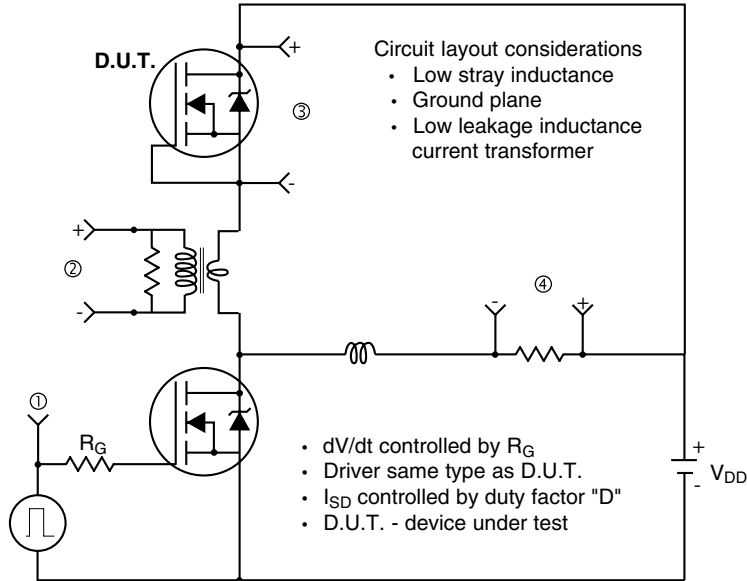 D.U.T.
+
-
③
Circuit layout considerations
• Low stray inductance
• Ground plane
• Low leakage inductance
current transformer
+
②
-
④
-
+
①
R_G
• dV/dt controlled by R_G
• Driver same type as D.U.T.
• I_SD controlled by duty factor "D"
• D.U.T. - device under test
+
-
V_DD